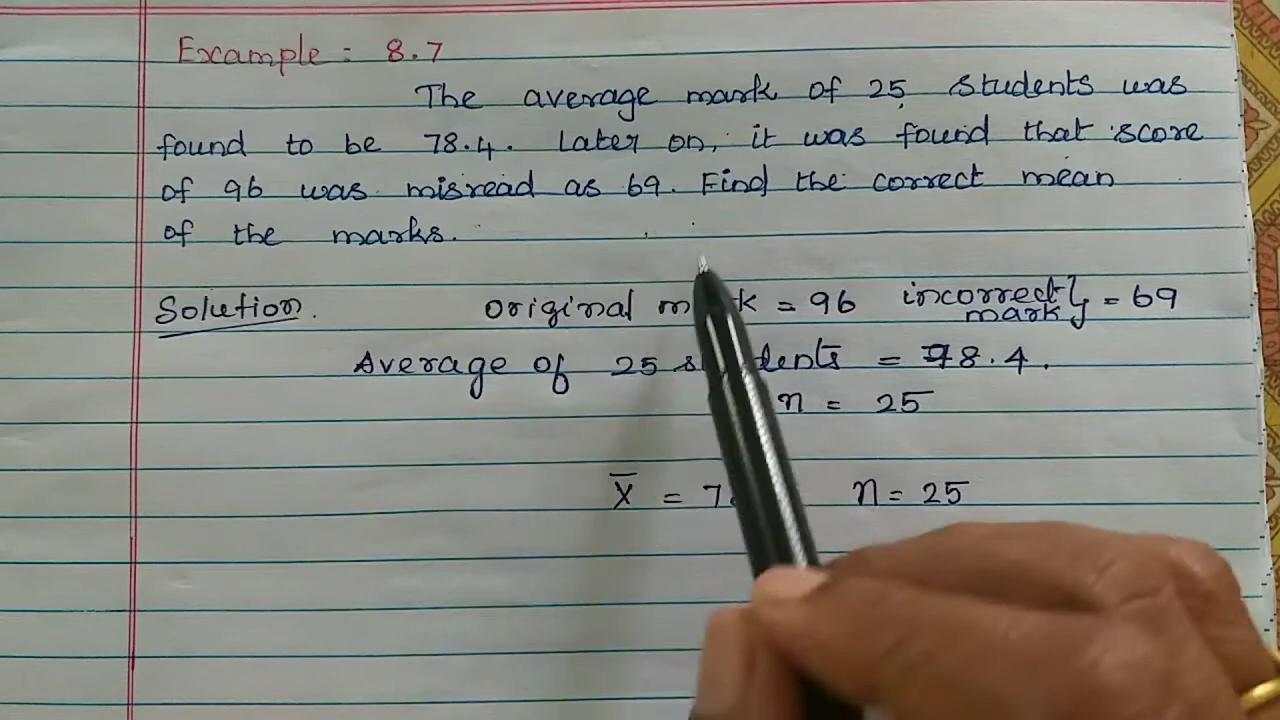 Example : 8.7
The average mark of 25 students was
found to be 78.4. Later on, it was found that score
of 96 was misread as 69. Find the correct mean
of the marks.
Solution. original = 96 incorrect mark } = 69
Average of 25 = 78.4.
n = 25
X̅ = n = 25